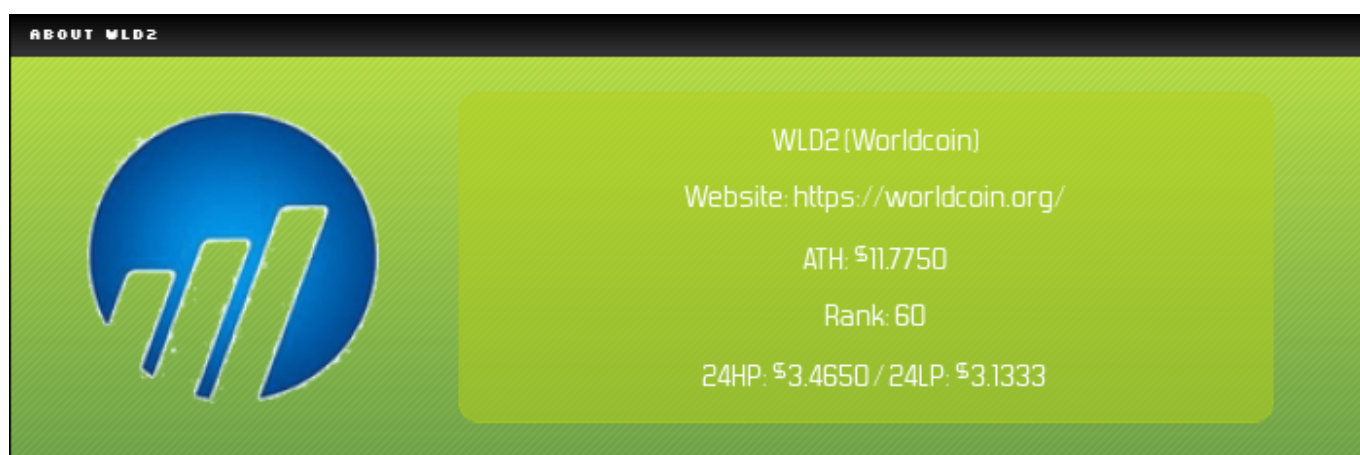 ABOUT WLD2
WLD2 (Worldcoin)
Website: https://worldcoin.org/
ATH: $11.7750
Rank: 60
24HP: $3.4650 / 24LP: $3.1333